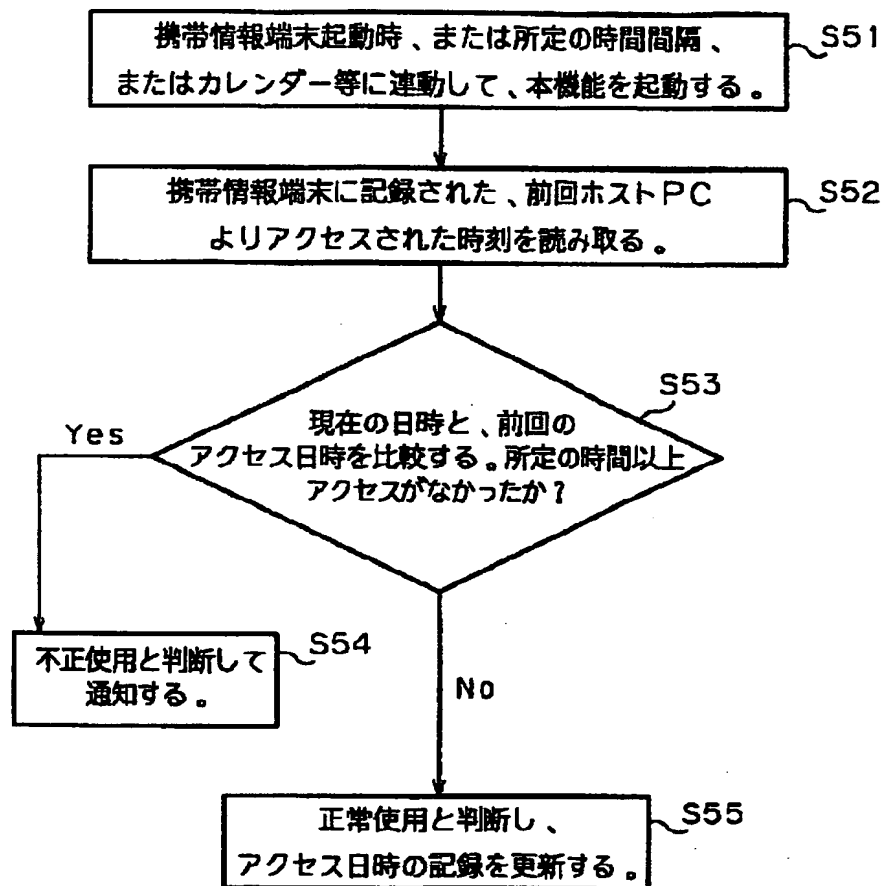 携帯情報端末起動時、または所定の時間間隔、
またはカレンダー等に連動して、本機能を起動する。
S51
携帯情報端末に記録された、前回ホストPC
よりアクセスされた時刻を読み取る。
S52
S53
現在の日時と、前回の
アクセス日時を比較する。所定の時間以上
アクセスがなかったか?
Yes
不正使用と判断して
通知する。
S54
No
正常使用と判断し、
アクセス日時の記録を更新する。
S55